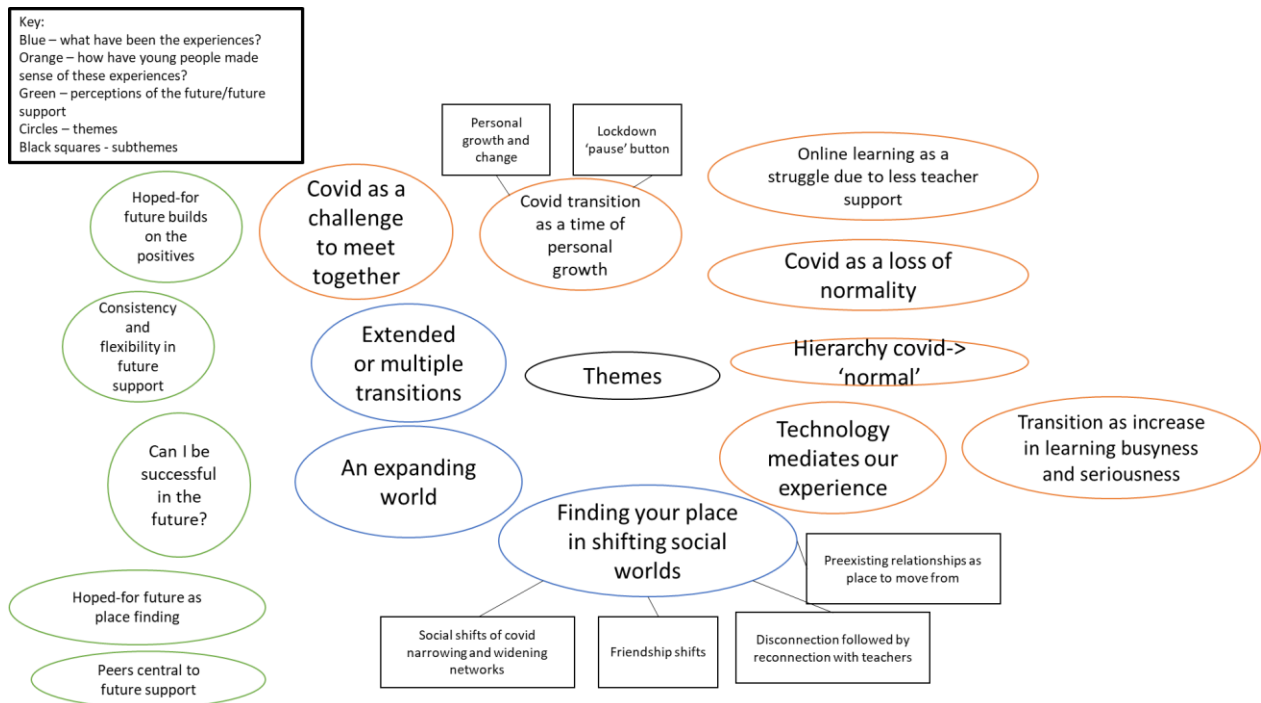 Key:
Blue – what have been the experiences?
Orange – how have young people made
sense of these experiences?
Green – perceptions of the future/future
support
Circles – themes
Black squares - subthemes
Personal
growth and
change
Lockdown
‘pause’ button
Hoped-for
future builds
on the
positives
Covid as a
challenge
to meet
together
Covid transition
as a time of
personal
growth
Online learning as a
struggle due to less teacher
support
Covid as a loss of
normality
Consistency
and
flexibility in
future
support
Extended
or multiple
transitions
Themes
Hierarchy covid->
‘normal’
Can I be
successful
in the
future?
An expanding
world
Technology
mediates our
experience
Transition as increase
in learning busyness
and seriousness
Finding your place
in shifting social
worlds
Preexisting relationships as
place to move from
Hoped-for future as
place finding
Social shifts of covid
narrowing and widening
networks
Friendship shifts
Disconnection followed by
reconnection with teachers
Peers central to
future support